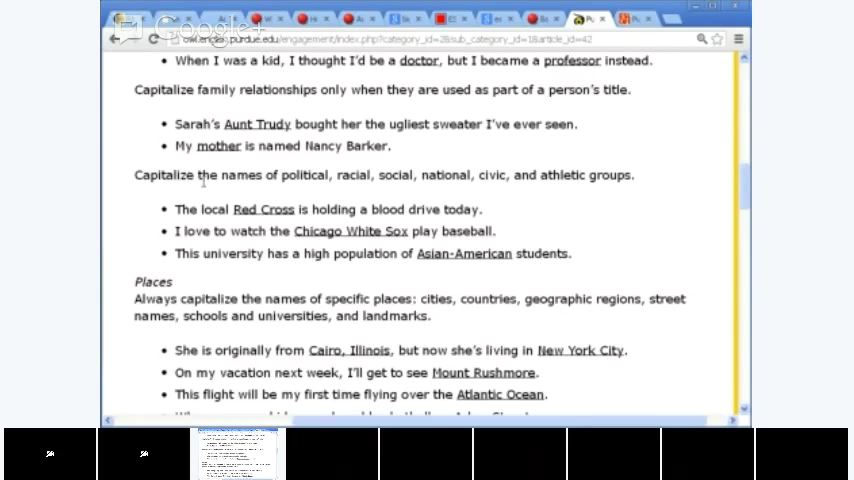 Google+
owl.english.purdue.edu/engagement/index.php?category_id=2&sub_category_id=1&article_id=42
• When I was a kid, I thought I'd be a doctor, but I became a professor instead.
Capitalize family relationships only when they are used as part of a person's title.
• Sarah's Aunt Trudy bought her the ugliest sweater I've ever seen.
• My mother is named Nancy Barker.
Capitalize the names of political, racial, social, national, civic, and athletic groups.
• The local Red Cross is holding a blood drive today.
• I love to watch the Chicago White Sox play baseball.
• This university has a high population of Asian-American students.
Places
Always capitalize the names of specific places: cities, countries, geographic regions, street
names, schools and universities, and landmarks.
• She is originally from Cairo, Illinois, but now she's living in New York City.
• On my vacation next week, I'll get to see Mount Rushmore.
• This flight will be my first time flying over the Atlantic Ocean.